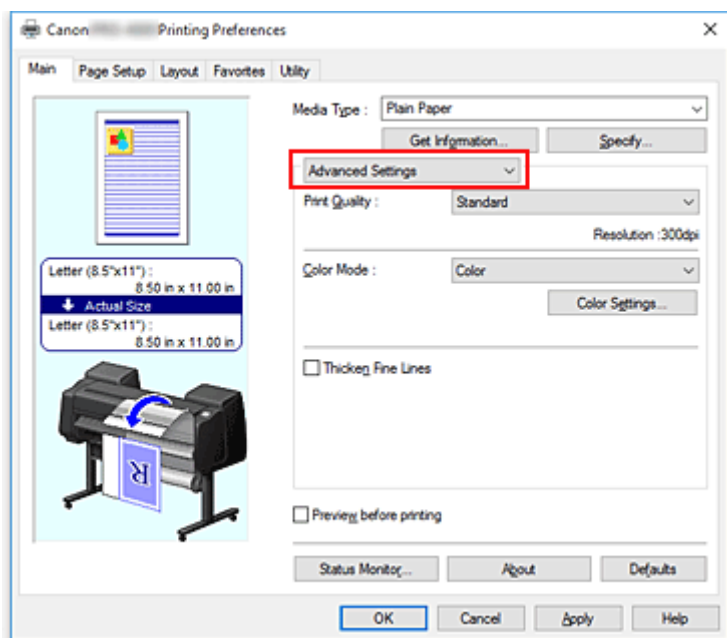 Canon Printing Preferences
Main Page Setup Layout Favorites Utility
Media Type : Plain Paper
Get Information... Specify...
Advanced Settings
Print Quality : Standard
Resolution :300dpi
Color Mode : Color
Color Settings...
Thicken Fine Lines
Letter (8.5"x11") :
8.50 in x 11.00 in
Actual Size
Letter (8.5"x11") :
8.50 in x 11.00 in
R
Preview before printing
Status Monitor... About Defaults
OK Cancel Apply Help